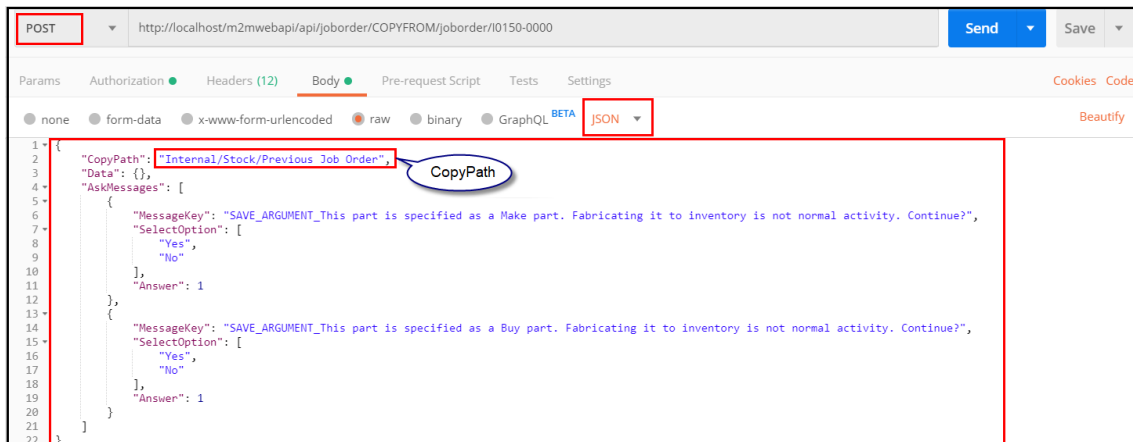 POST http://localhost/m2mwebapi/api/joborder/COPYFROM/joborder/I0150-0000 Send Save
Params Authorization Headers (12) Body Pre-request Script Tests Settings Cookies Code
none form-data x-www-form-urlencoded raw binary GraphQL BETA JSON Beautify
1 {
2 "CopyPath": "Internal/Stock/Previous Job Order",
CopyPath
3 "Data": {},
4 "AskMessages": [
5 {
6 "MessageKey": "SAVE_ARGUMENT_This part is specified as a Make part. Fabricating it to inventory is not normal activity. Continue?",
7 "SelectOption": [
8 "Yes",
9 "No"
10 ],
11 "Answer": 1
12 },
13 {
14 "MessageKey": "SAVE_ARGUMENT_This part is specified as a Buy part. Fabricating it to inventory is not normal activity. Continue?",
15 "SelectOption": [
16 "Yes",
17 "No"
18 ],
19 "Answer": 1
20 }
21 ]
22 }